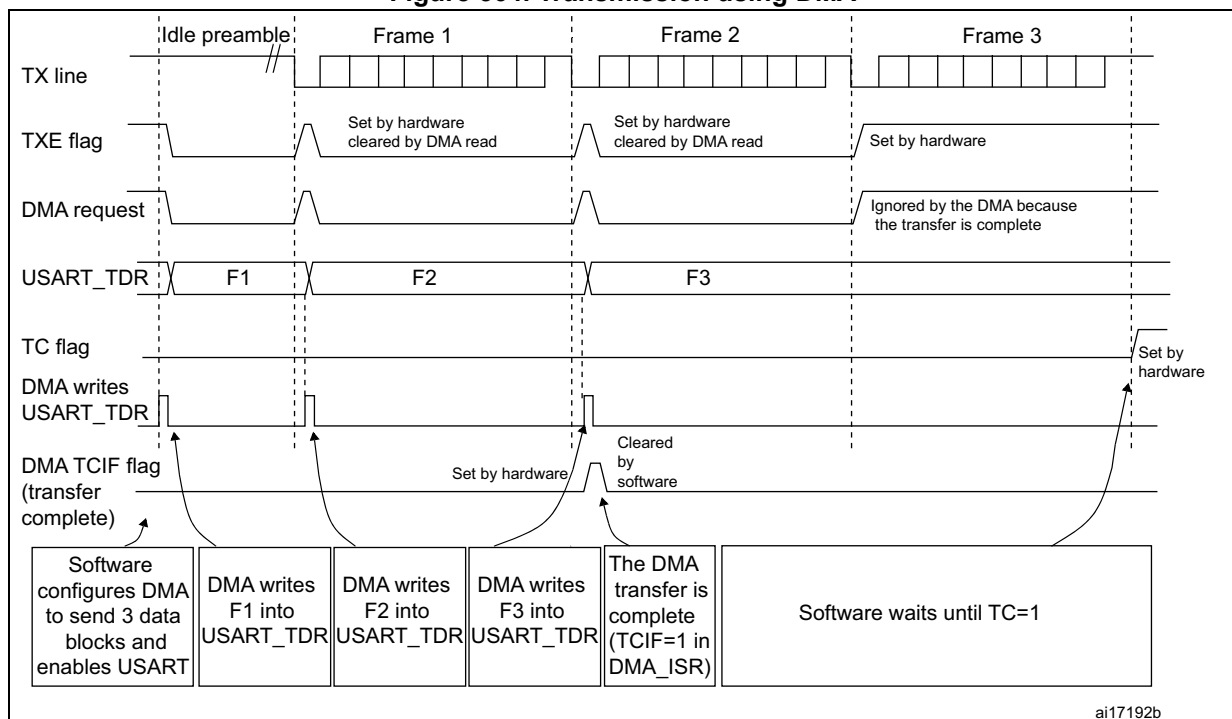 Figure Transmission using DMA
Idle preamble
Frame 1
Frame 2
Frame 3
TX line
TXE flag
Set by hardware
cleared by DMA read
Set by hardware
cleared by DMA read
Set by hardware
DMA request
Ignored by the DMA because
the transfer is complete
USART_TDR
F1
F2
F3
TC flag
Set by
hardware
DMA writes
USART_TDR
DMA TCIF flag
(transfer
complete)
Set by hardware
Cleared
by
software
Software
configures DMA
to send 3 data
blocks and
enables USART
DMA writes
F1 into
USART_TDR
DMA writes
F2 into
USART_TDR
DMA writes
F3 into
USART_TDR
The DMA
transfer is
complete
(TCIF=1 in
DMA_ISR)
Software waits until TC=1
ai17192b